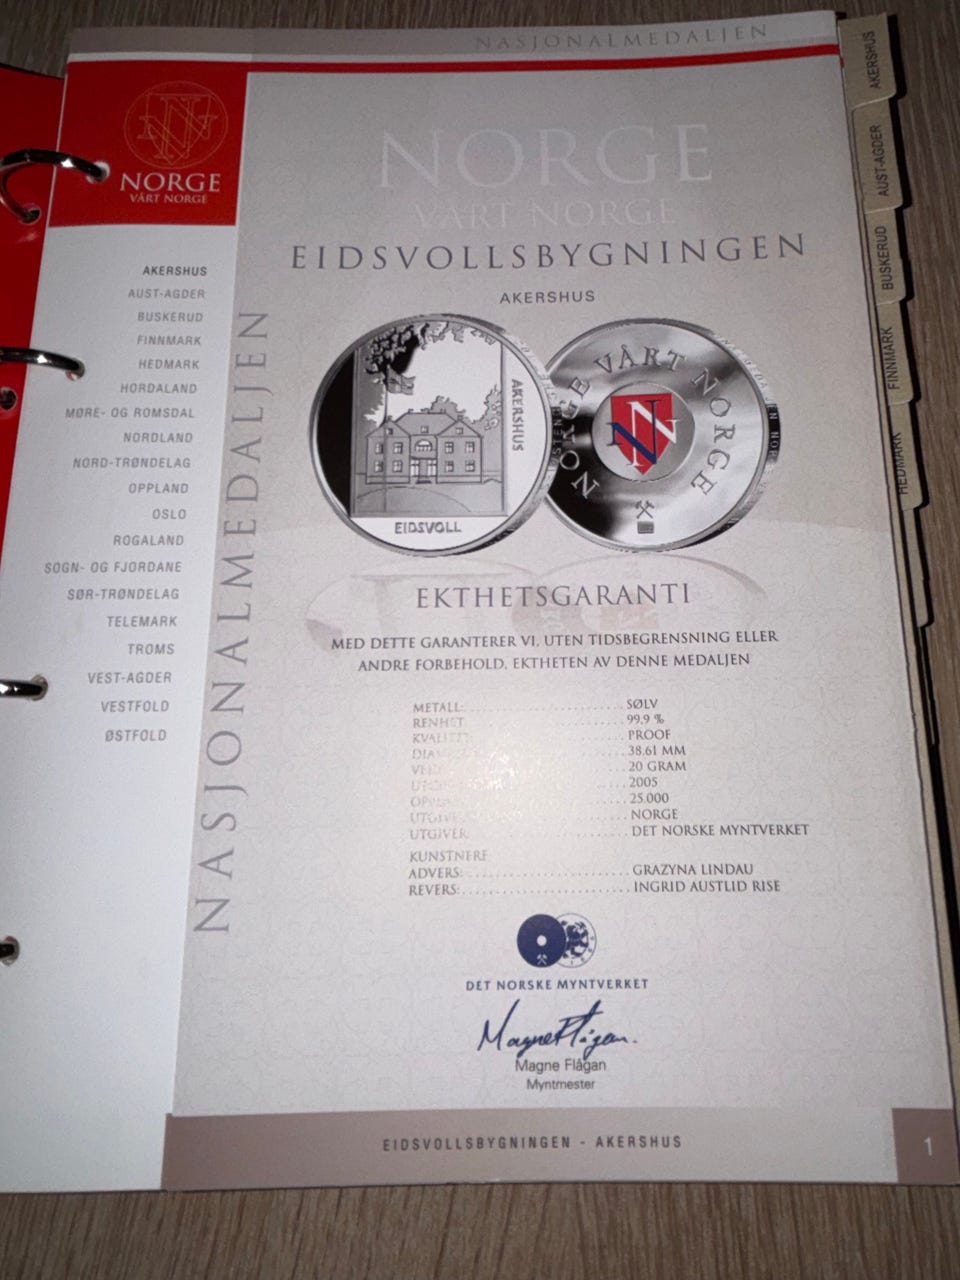 NASJONALMEDALJEN
NORGE
VÅRT NORGE
AKERSHUS
AUST-AGDER
BUSKERUD
FINNMARK
HEDMARK
HORDALAND
MØRE- OG ROMSDAL
NORDLAND
NORD-TRØNDELAG
OPPLAND
OSLO
ROGALAND
SOGN- OG FJORDANE
SØR-TRØNDELAG
TELEMARK
TROMS
VEST-AGDER
VESTFOLD
ØSTFOLD
NASJONALMEDALJEN
NORGE
VÅRT NORGE
EIDSVOLLSBYGNINGEN
AKERSHUS
AKERSHUS
EIDSVOLL
NORGE VÅRT NORGE
EKTHETSGARANTI
MED DETTE GARANTERER VI, UTEN TIDSBEGRENSNING ELLER
ANDRE FORBEHOLD, EKTHETEN AV DENNE MEDALJEN
METALL: SØLV
RENHET 99,9 %
KVALITET: PROOF
38,61 MM
20 GRAM
2005
25.000
NORGE
UTGIVER DET NORSKE MYNTVERKET
KUNSTNERE
ADVERS: GRAZYNA LINDAU
REVERS: INGRID AUSTLID RISE
DET NORSKE MYNTVERKET
Magne Flågan
Magne Flågan
Myntmester
EIDSVOLLSBYGNINGEN - AKERSHUS
1
AKERSHUS
AUST-AGDER
BUSKERUD
FINNMARK
HEDMARK